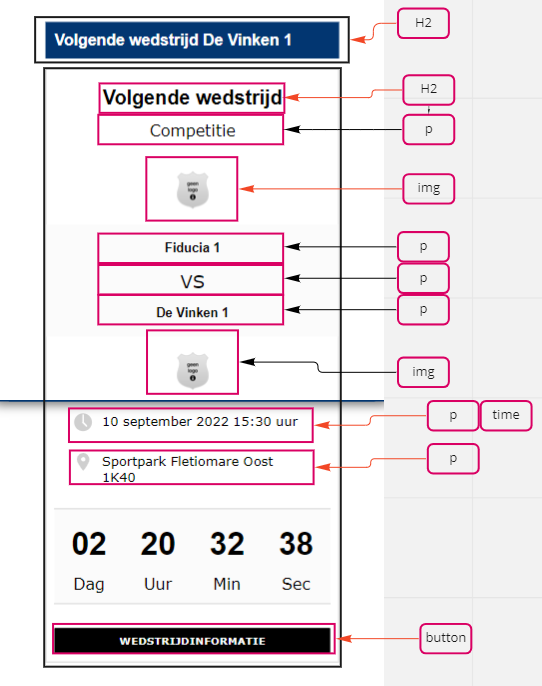 Volgende wedstrijd De Vinken 1
H2
Volgende wedstrijd
H2
Competitie
p
geen
logo
img
Fiducia 1
p
VS
p
De Vinken 1
p
geen
logo
img
10 september 2022 15:30 uur
p
time
Sportpark Fletiomare Oost
1K40
p
02 20 32 38
Dag Uur Min Sec
WEDSTRIJDINFORMATIE
button